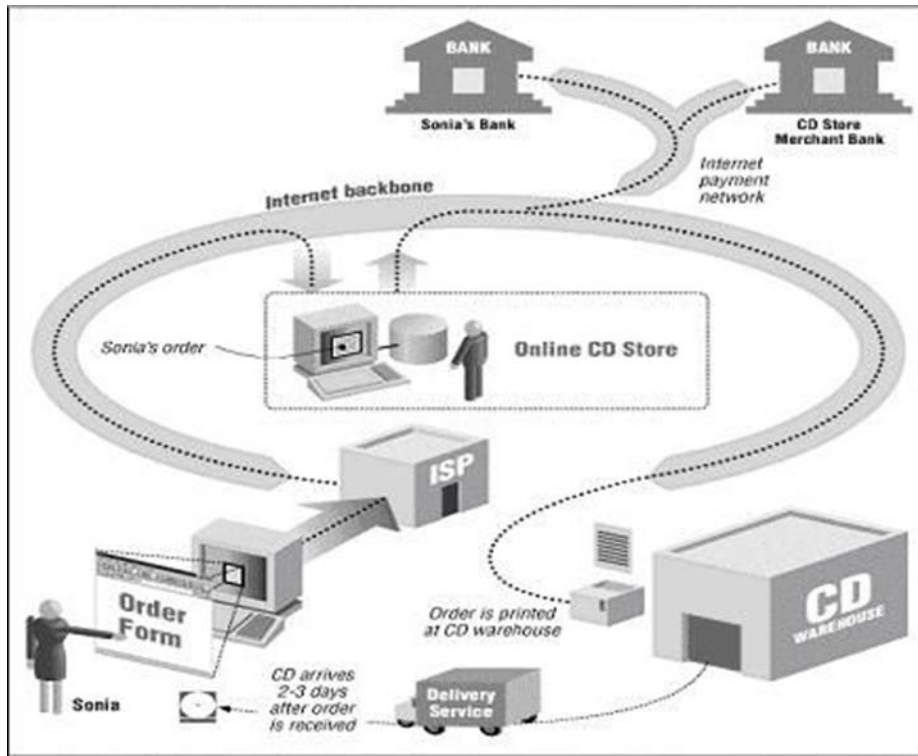 BANK
BANK
Sonia's Bank
CD Store
Merchant Bank
Internet
payment
network
Internet backbone
Sonia's order
Online CD Store
ISP
Order
Form
Order is printed
at CD warehouse
CD
WAREHOUSE
Sonia
CD arrives
2-3 days
after order
is received
Delivery
Service